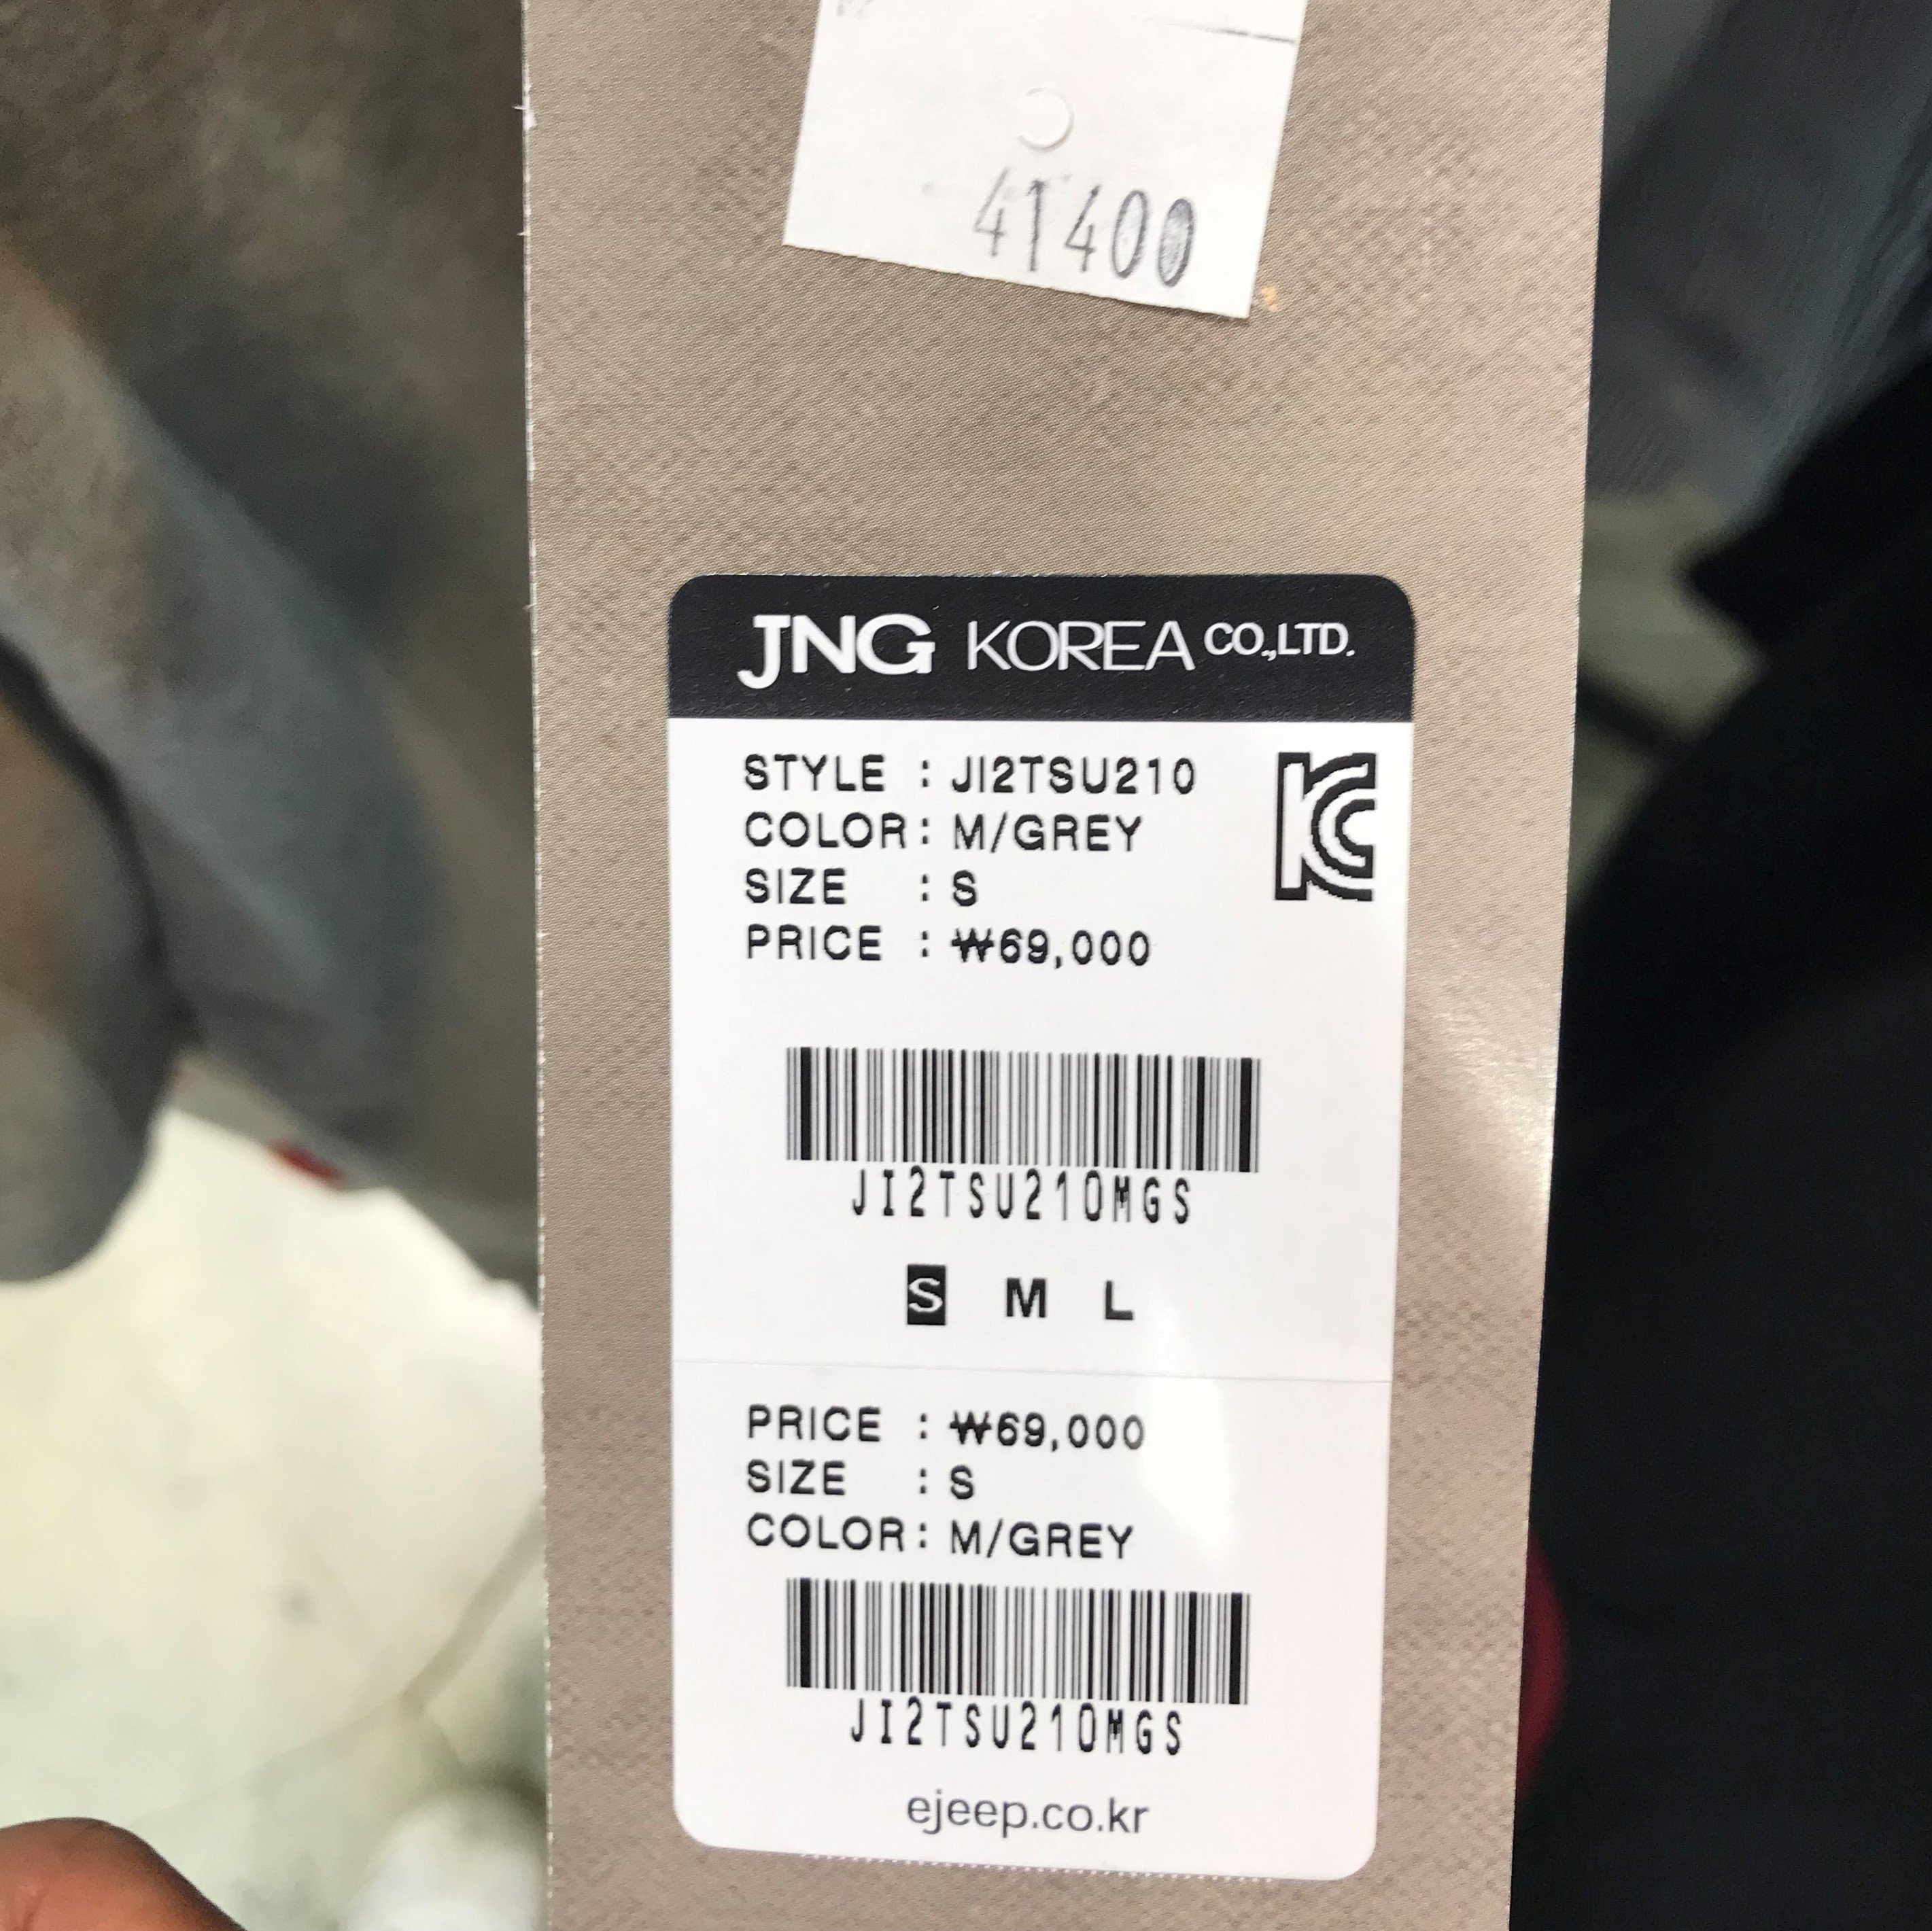 41400
JNG KOREA CO.,LTD.
STYLE : JI2TSU210
COLOR : M/GREY
SIZE : S
PRICE : ₩69,000
JI2TSU210MGS
S M L
PRICE : ₩69,000
SIZE : S
COLOR : M/GREY
JI2TSU210MGS
ejeep.co.kr